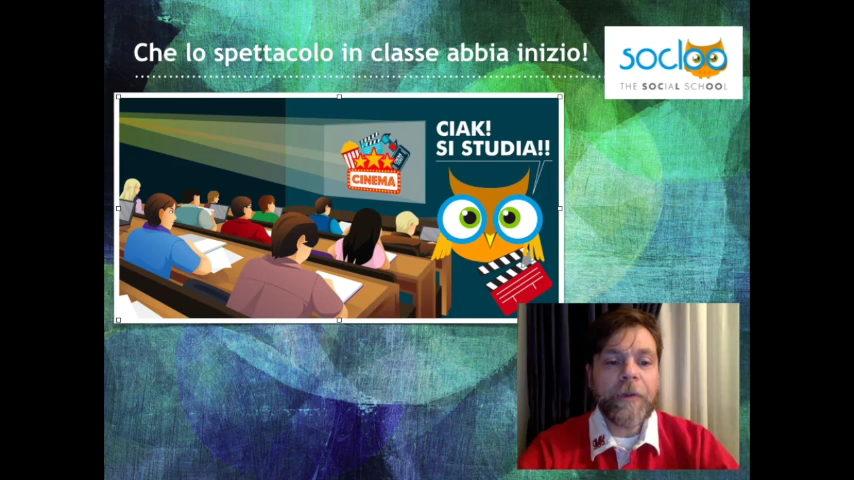 Che lo spettacolo in classe abbia inizio!
socloo
THE SOCIAL SCHOOL
CIAK!
SI STUDIA!!
CINEMA